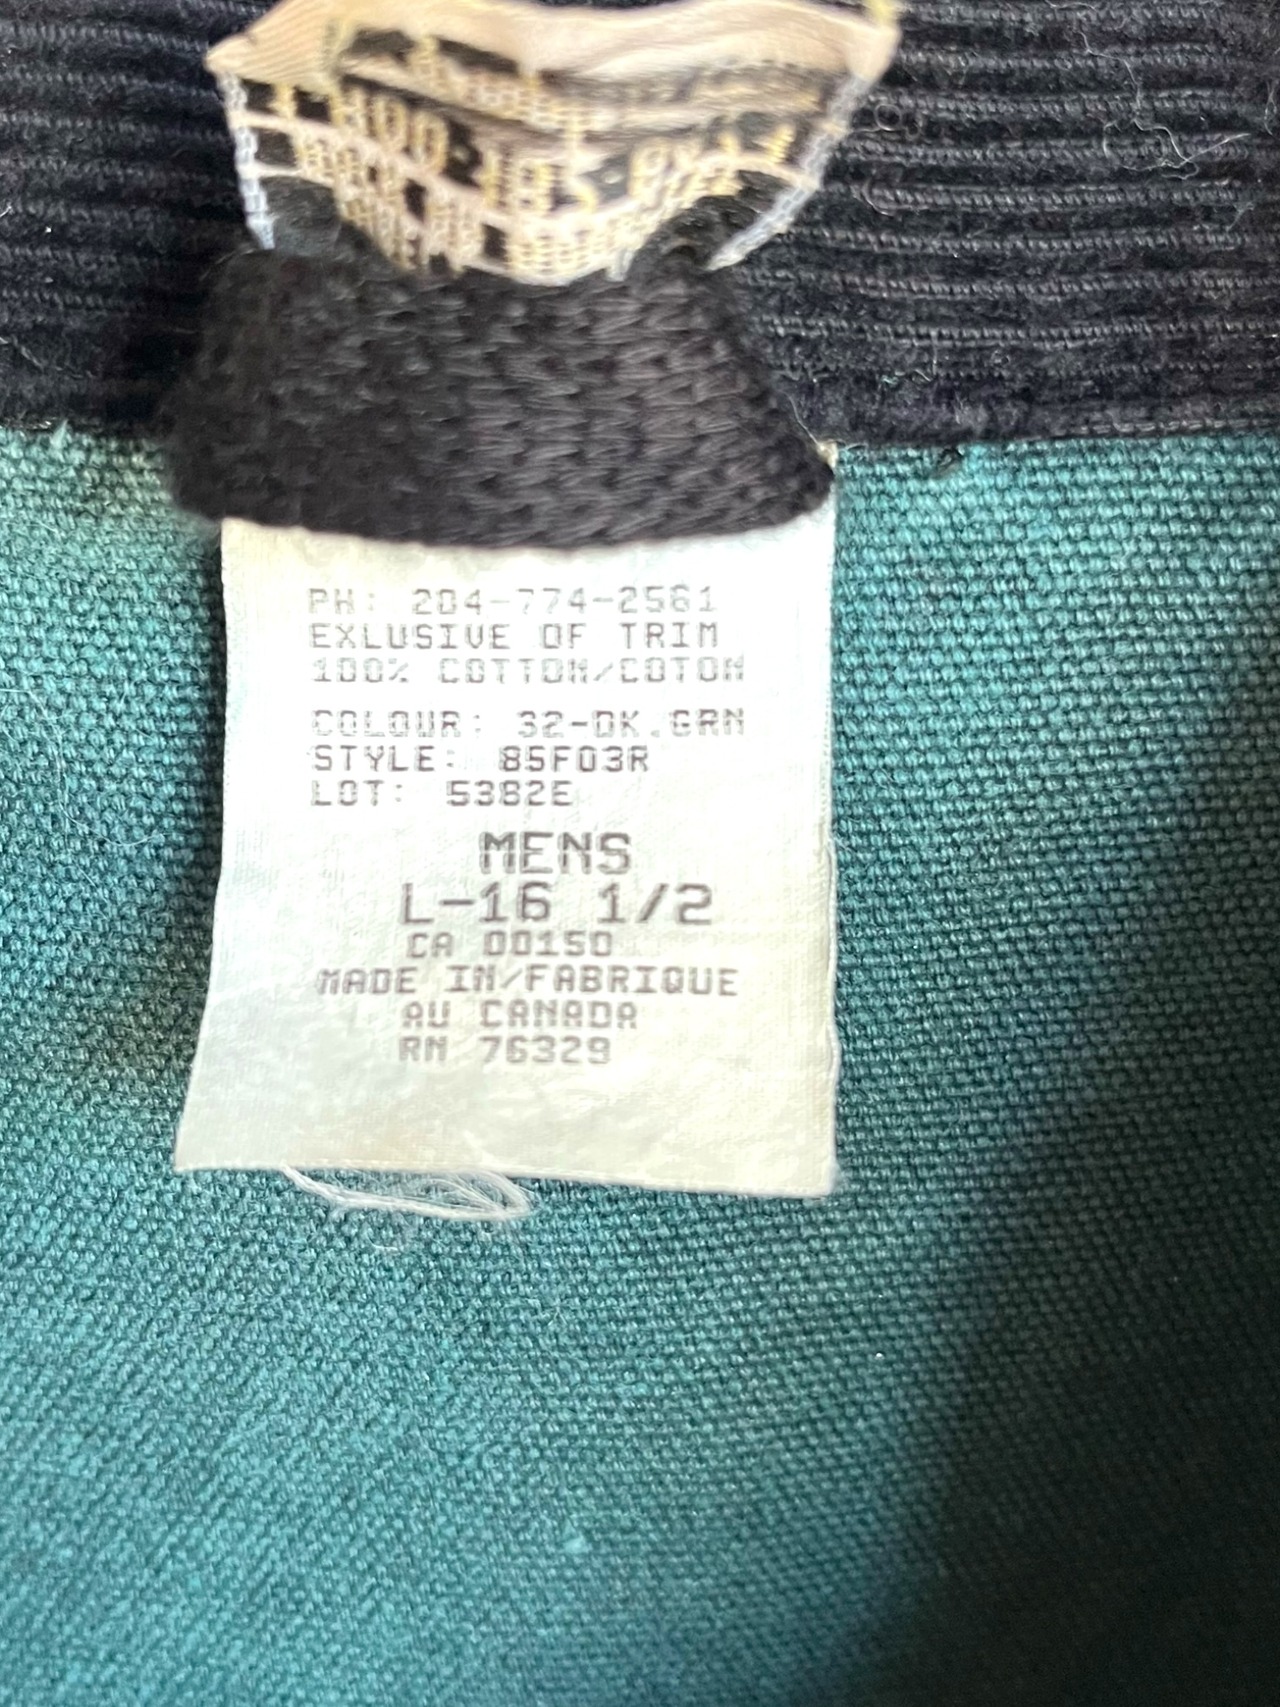 PH: 204-774-2581
EXLUSIVE OF TRIM
100% COTTON/COTON
COLOUR: 32-DK.GRN
STYLE: 85F03R
LOT: 5382E
MENS
L-16 1/2
CA 00150
MADE IN/FABRIQUE
AU CANADA
RN 76329